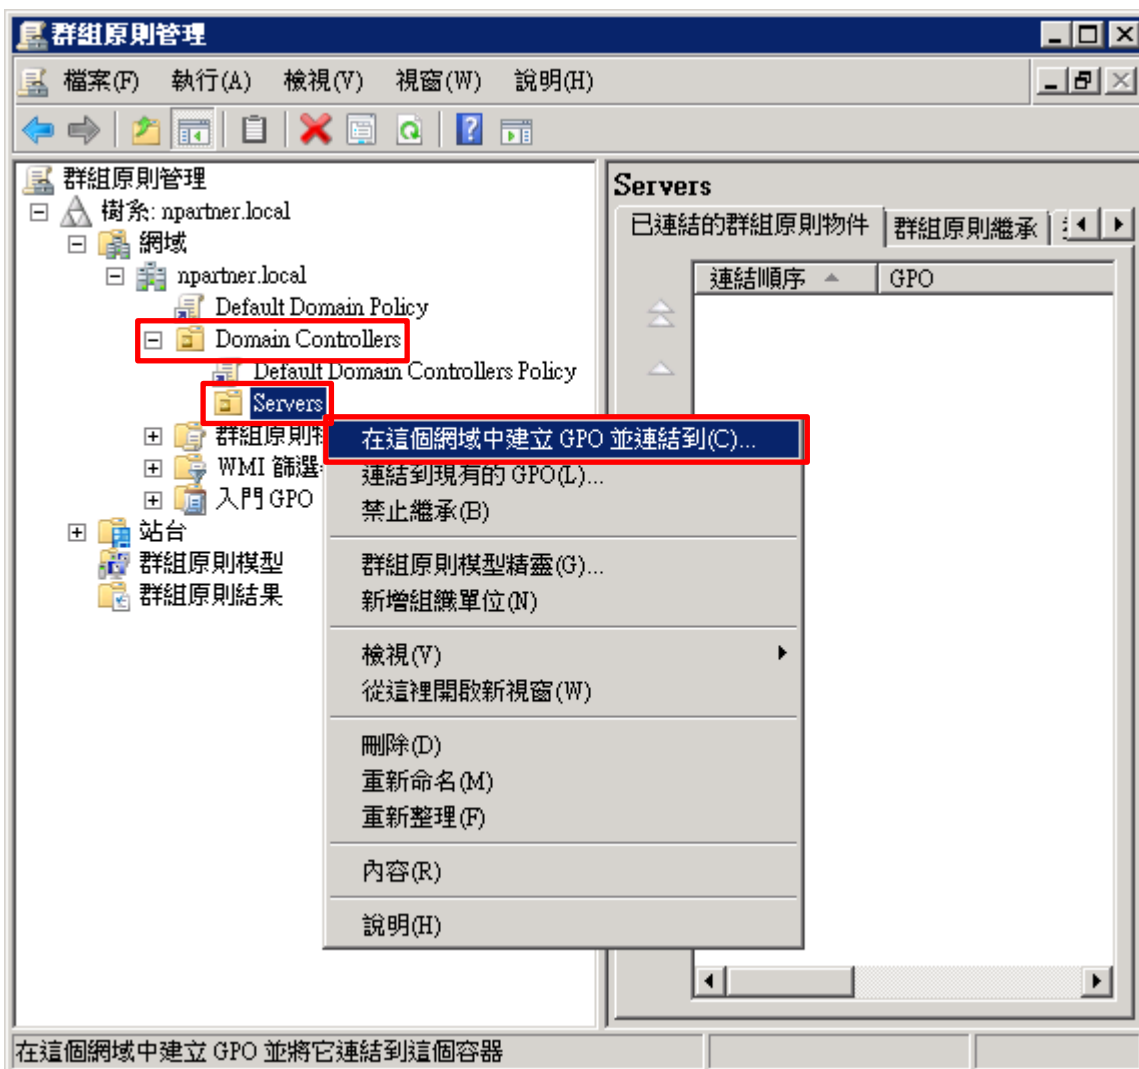 群組原則管理
檔案(F) 執行(A) 檢視(V) 視窗(W) 說明(H)
群組原則管理
樹系: npartner.local
網域
npartner.local
Default Domain Policy
Domain Controllers
Default Domain Controllers Policy
Servers
群組原則
WMI 篩選
入門 GPO
站台
群組原則模型
群組原則結果
Servers
已連結的群組原則物件 群組原則繼承
連結順序 GPO
在這個網域中建立 GPO 並連結到(C)...
連結到現有的 GPO(L)...
禁止繼承(B)
群組原則模型精靈(G)...
新增組織單位(N)
檢視(V)
從這裡開啟新視窗(W)
刪除(D)
重新命名(M)
重新整理(F)
內容(R)
說明(H)
在這個網域中建立 GPO 並將它連結到這個容器